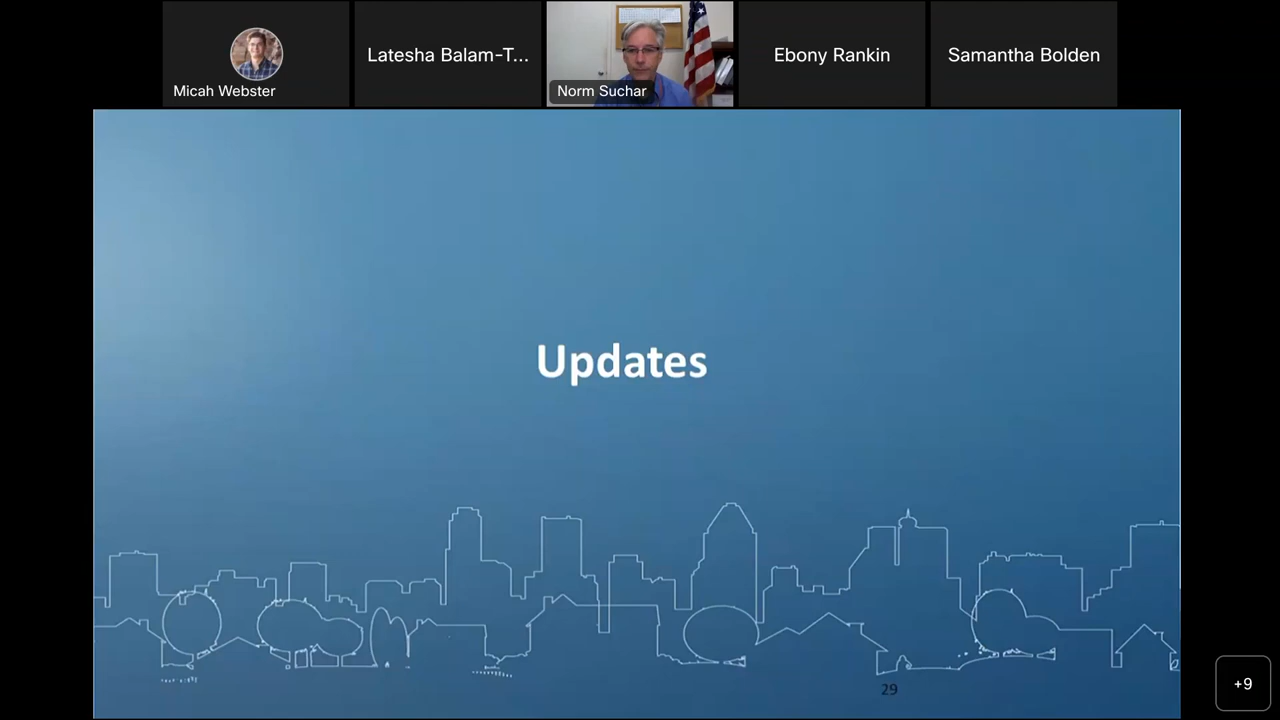 Micah Webster
Latesha Balam-T...
Norm Suchar
Ebony Rankin
Samantha Bolden
Updates
29
+9